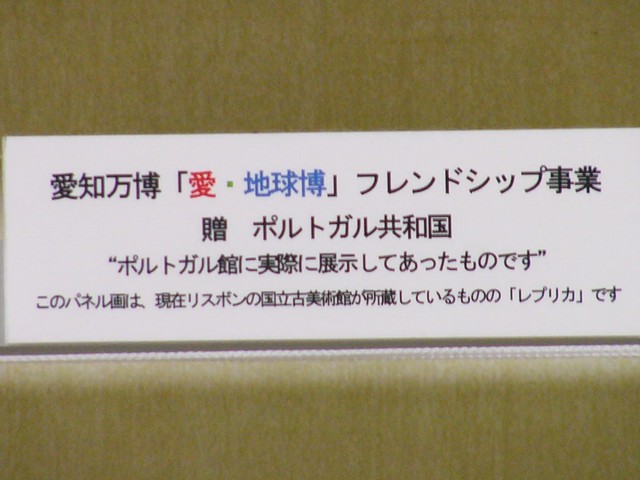 愛知万博「愛・地球博」フレンドシップ事業
贈　ポルトガル共和国
“ポルトガル館に実際に展示してあったものです”
このパネル画は、現在リスボンの国立古美術館が所蔵しているものの「レプリカ」です